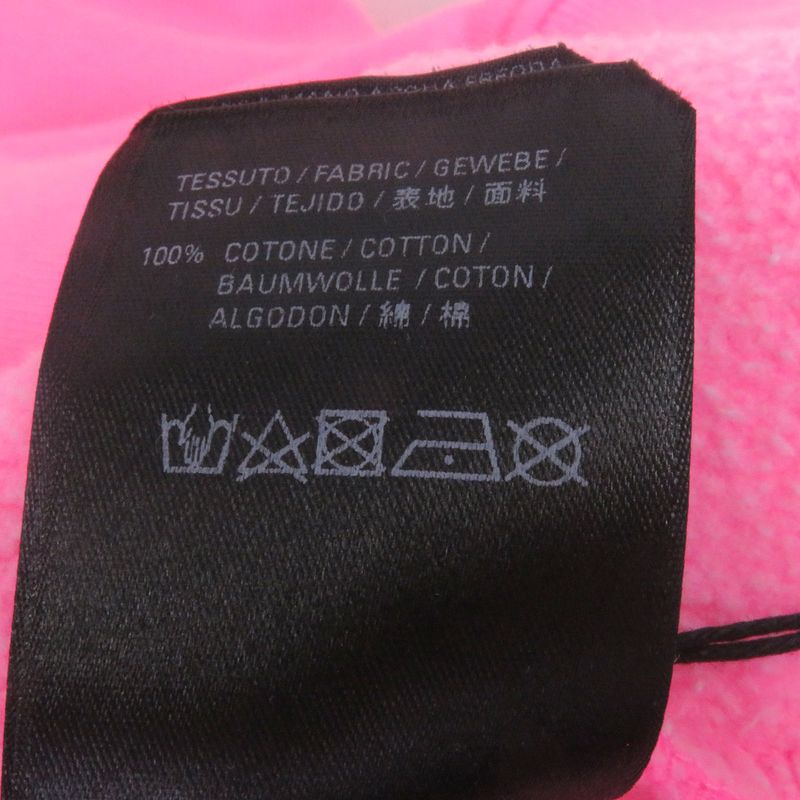 TESSUTO / FABRIC / GEWEBE /
TISSU / TEJIDO / 表地 / 面料
100% COTONE / COTTON /
BAUMWOLLE / COTON /
ALGODON / 綿 / 棉